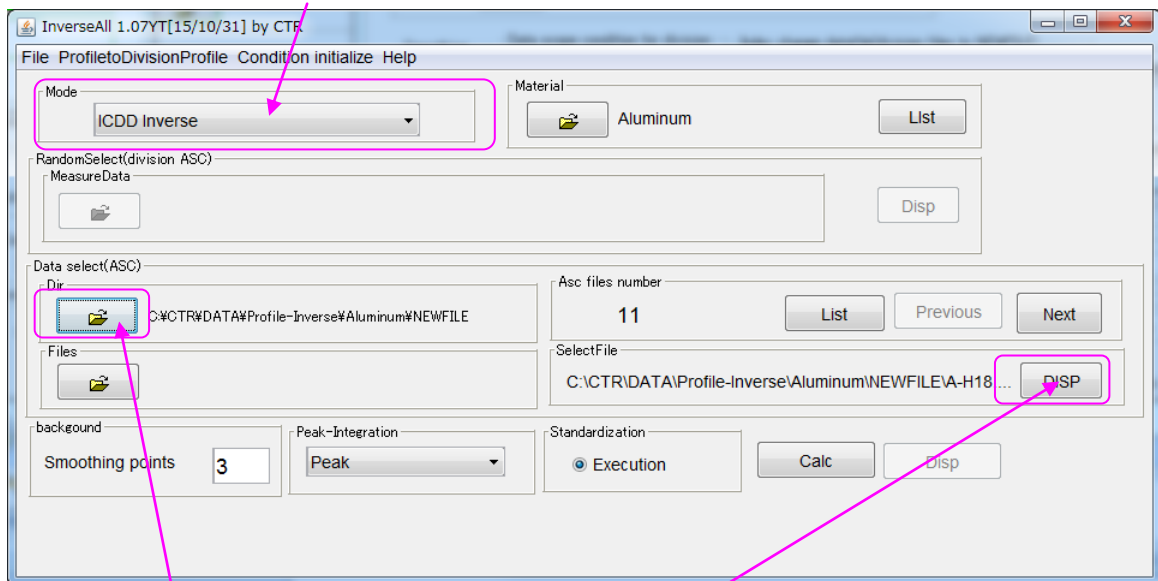 InverseAll 1.07YT[15/10/31] by CTR
File ProfiletoDivisionProfile Condition initialize Help
Mode
ICDD Inverse
Material
Aluminum
LIst
RandomSelect(division ASC)
MeasureData
Disp
Data select(ASC)
Dir
C:¥CTR¥DATA¥Profile-Inverse¥Aluminum¥NEWFILE
Asc files number
11
List
Previous
Next
Files
SelectFile
C:\CTR\DATA\Profile-Inverse\Aluminum\NEWFILE\A-H18 ...
DISP
backgound
Smoothing points
3
Peak-Integration
Peak
Standardization
Execution
Calc
Disp